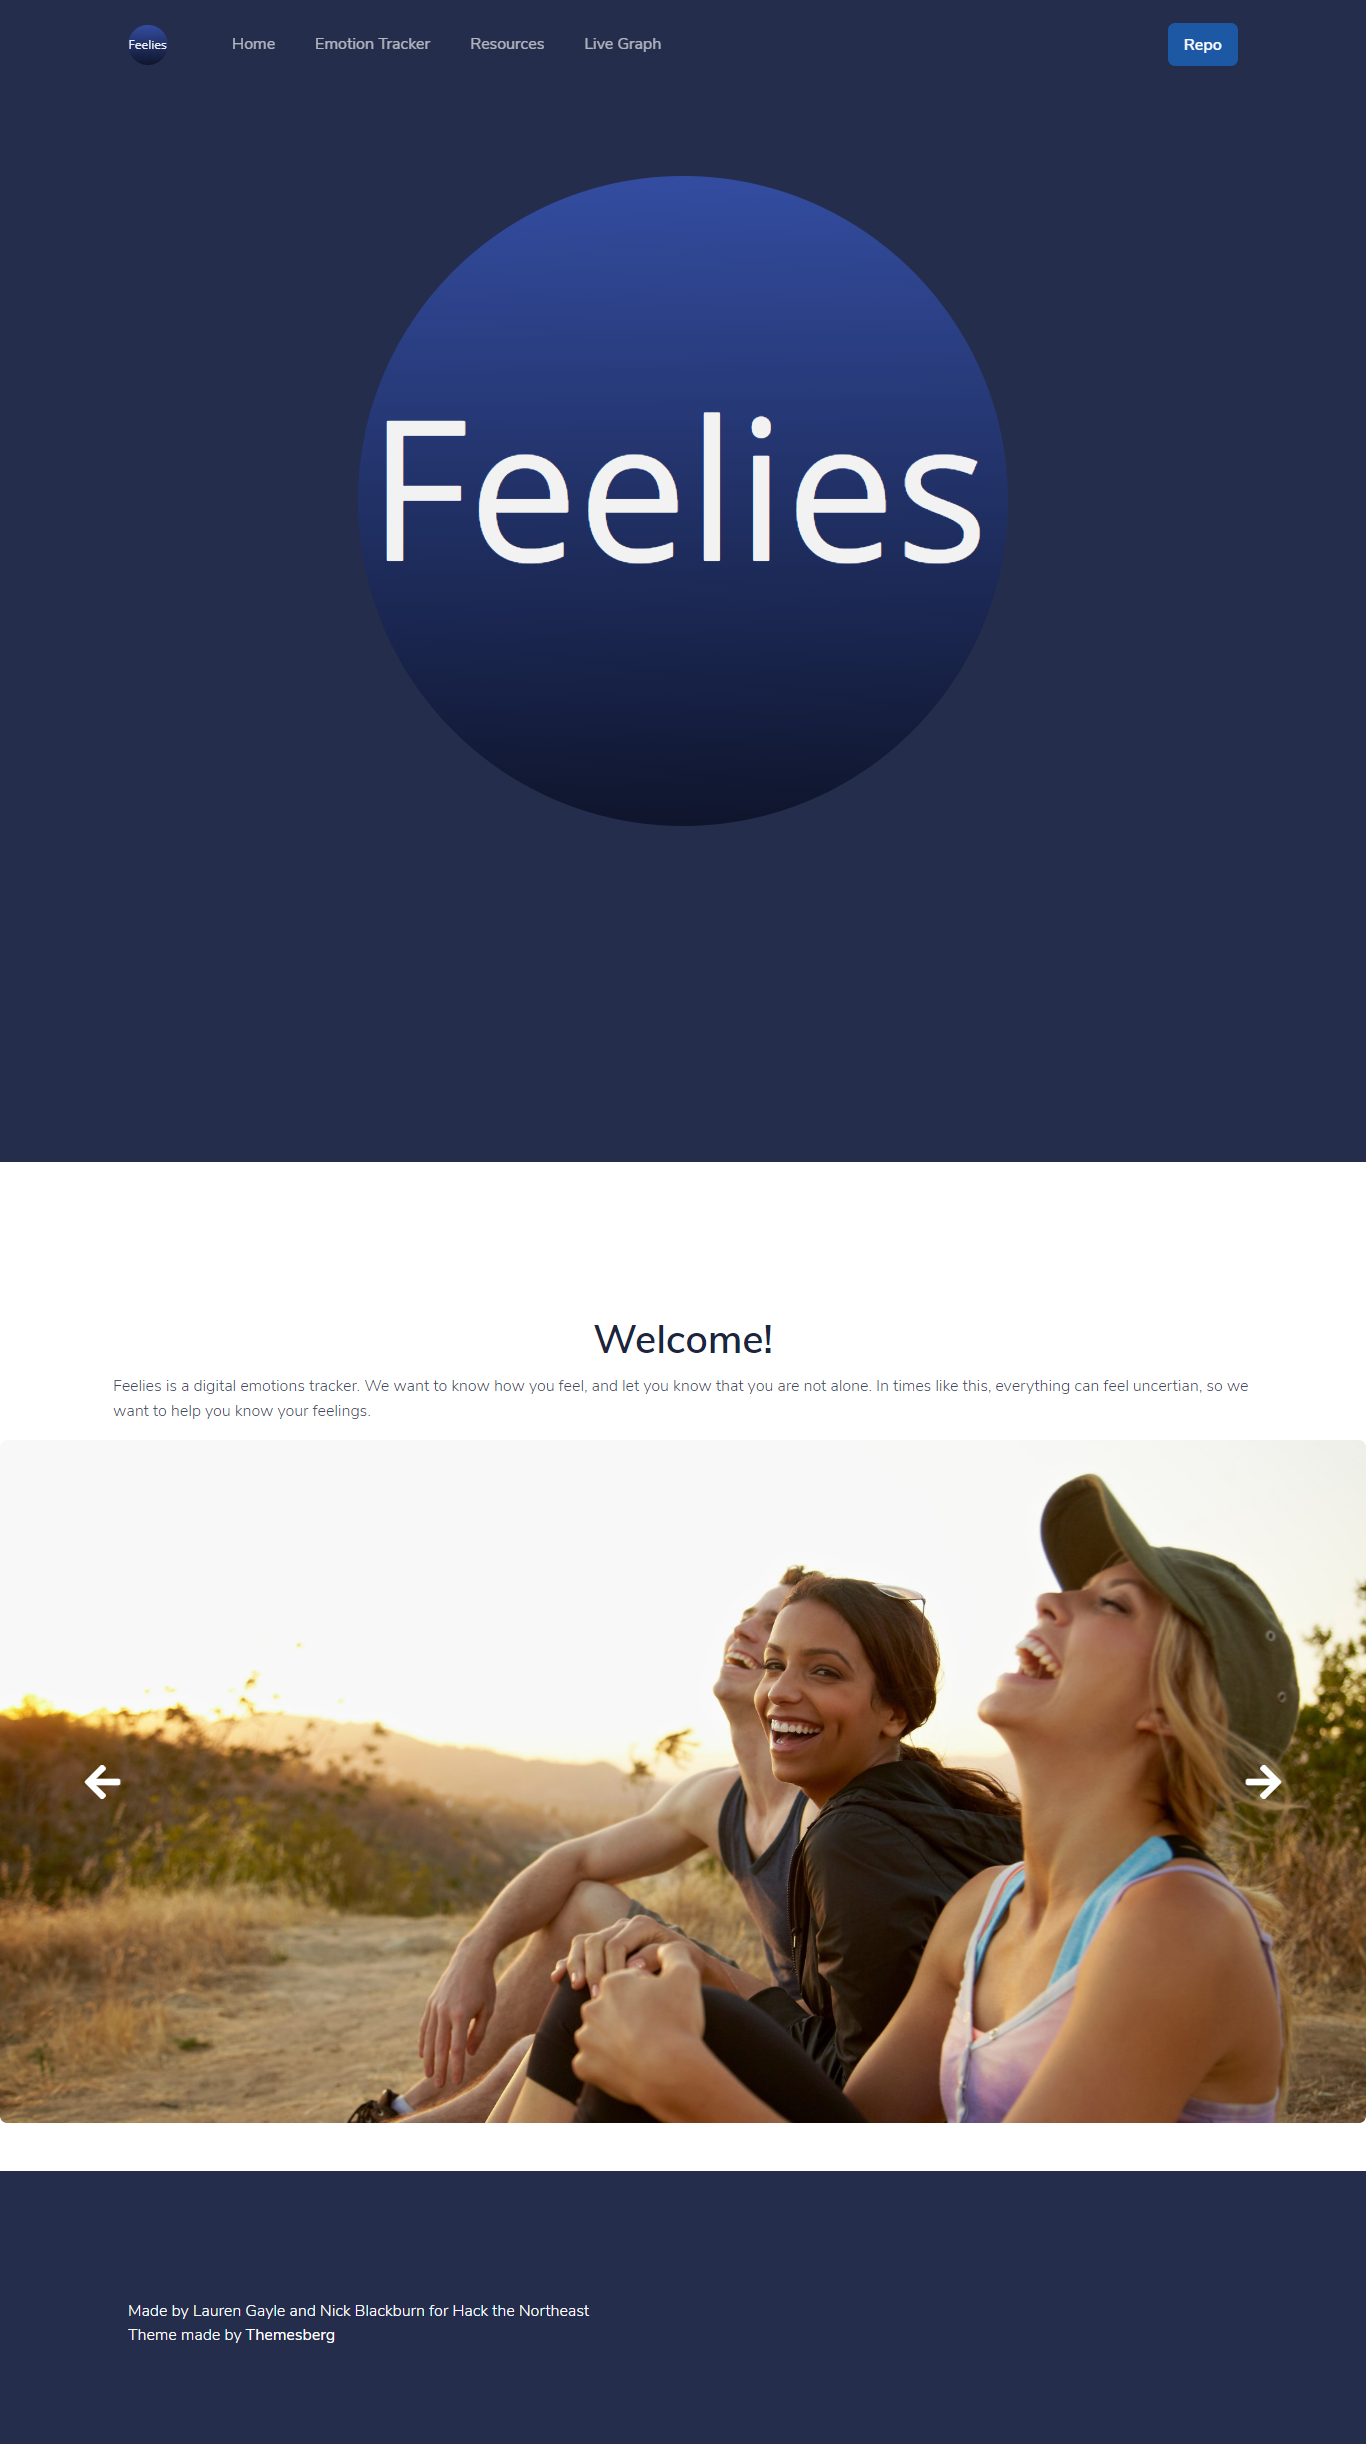 Feelies
Home
Emotion Tracker
Resources
Live Graph
Repo
Feelies
Welcome!
Feelies is a digital emotions tracker. We want to know how you feel, and let you know that you are not alone. In times like this, everything can feel uncertian, so we
want to help you know your feelings.
Made by Lauren Gayle and Nick Blackburn for Hack the Northeast
Theme made by Themesberg